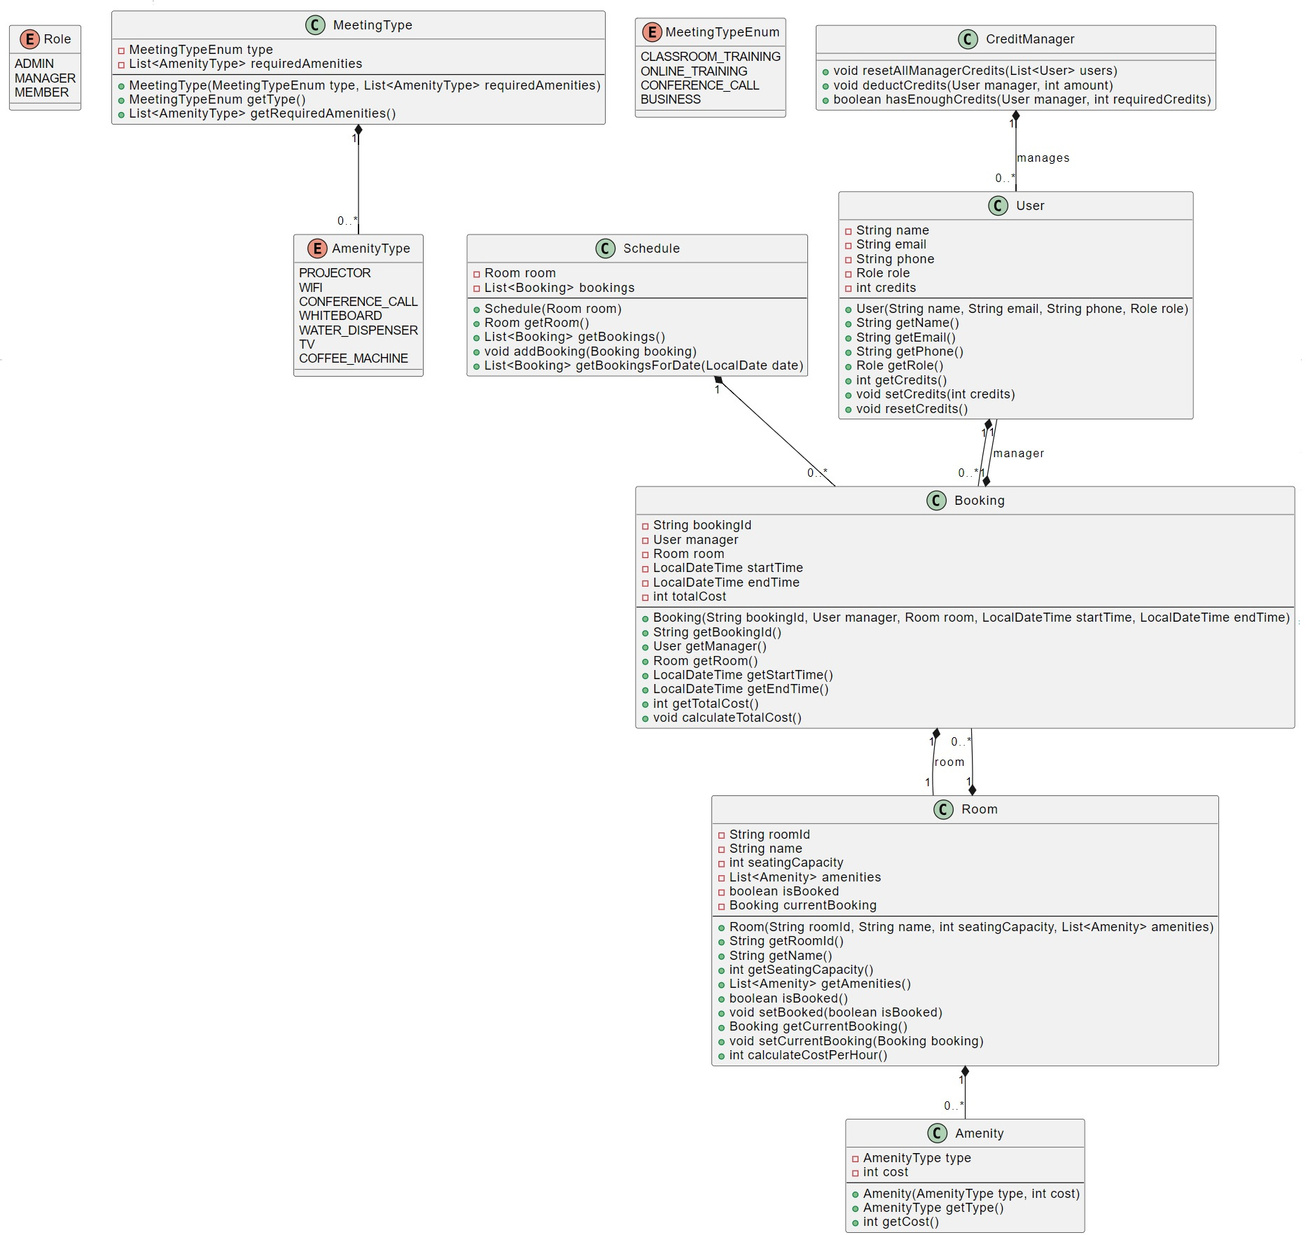 E Role
ADMIN
MANAGER
MEMBER
C MeetingType
MeetingTypeEnum type
List<AmenityType> requiredAmenities
MeetingType(MeetingTypeEnum type, List<AmenityType> requiredAmenities)
MeetingTypeEnum getType()
List<AmenityType> getRequiredAmenities()
E MeetingTypeEnum
CLASSROOM_TRAINING
ONLINE_TRAINING
CONFERENCE_CALL
BUSINESS
C CreditManager
void resetAllManagerCredits(List<User> users)
void deductCredits(User manager, int amount)
boolean hasEnoughCredits(User manager, int requiredCredits)
1
0..*
1
manages
0..*
E AmenityType
PROJECTOR
WIFI
CONFERENCE_CALL
WHITEBOARD
WATER_DISPENSER
TV
COFFEE_MACHINE
C Schedule
Room room
List<Booking> bookings
Schedule(Room room)
Room getRoom()
List<Booking> getBookings()
void addBooking(Booking booking)
List<Booking> getBookingsForDate(LocalDate date)
C User
String name
String email
String phone
Role role
int credits
User(String name, String email, String phone, Role role)
String getName()
String getEmail()
String getPhone()
Role getRole()
int getCredits()
void setCredits(int credits)
void resetCredits()
1
0..*
1 1
manager
0..* 1
C Booking
String bookingId
User manager
Room room
LocalDateTime startTime
LocalDateTime endTime
int totalCost
Booking(String bookingId, User manager, Room room, LocalDateTime startTime, LocalDateTime endTime)
String getBookingId()
User getManager()
Room getRoom()
LocalDateTime getStartTime()
LocalDateTime getEndTime()
int getTotalCost()
void calculateTotalCost()
1 0..*
room
1 1
C Room
String roomId
String name
int seatingCapacity
List<Amenity> amenities
boolean isBooked
Booking currentBooking
Room(String roomId, String name, int seatingCapacity, List<Amenity> amenities)
String getRoomId()
String getName()
int getSeatingCapacity()
List<Amenity> getAmenities()
boolean isBooked()
void setBooked(boolean isBooked)
Booking getCurrentBooking()
void setCurrentBooking(Booking booking)
int calculateCostPerHour()
1
0..*
C Amenity
AmenityType type
int cost
Amenity(AmenityType type, int cost)
AmenityType getType()
int getCost()